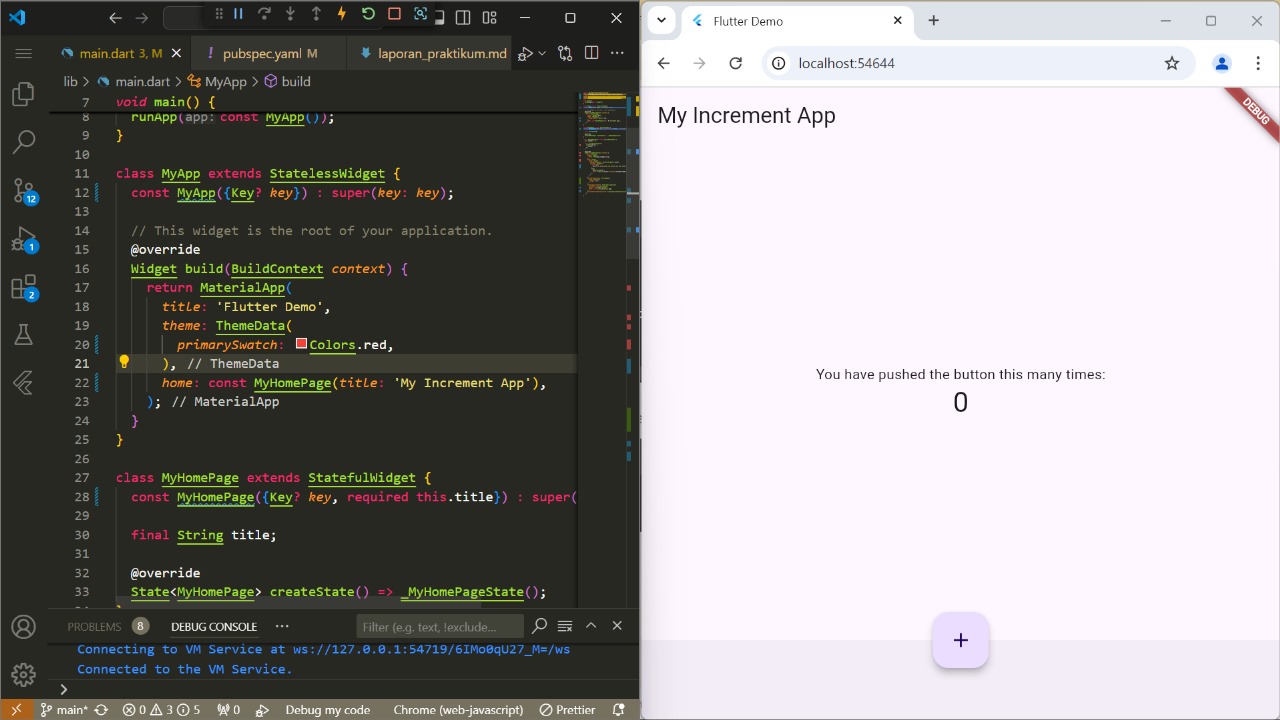 main.dart 3, M
pubspec.yaml M
laporan_praktikum.md
lib > main.dart > MyApp > build
7 void main() {
8 runApp(app: const MyApp());
9 }
10
11 class MyApp extends StatelessWidget {
12 const MyApp({Key? key}) : super(key: key);
13
14 // This widget is the root of your application.
15 @override
16 Widget build(BuildContext context) {
17 return MaterialApp(
18 title: 'Flutter Demo',
19 theme: ThemeData(
20 primarySwatch: Colors.red,
21 ), // ThemeData
22 home: const MyHomePage(title: 'My Increment App'),
23 ); // MaterialApp
24 }
25 }
26
27 class MyHomePage extends StatefulWidget {
28 const MyHomePage({Key? key, required this.title}) : super(
29
30 final String title;
31
32 @override
33 State<MyHomePage> createState() => _MyHomePageState();
12
1
2
PROBLEMS 8 DEBUG CONSOLE ... Filter (e.g. text, !exclude...
Connecting to VM Service at ws://127.0.0.1:54719/6IMo0qU27_M=/ws
Connected to the VM Service.
main* 0 3 5 0 Debug my code Chrome (web-javascript) Prettier
Flutter Demo
localhost:54644
My Increment App
DEBUG
You have pushed the button this many times:
0
+